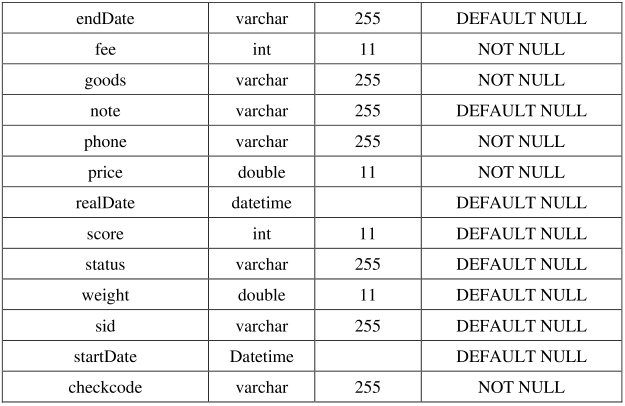 endDate varchar 255 DEFAULT NULL
fee int 11 NOT NULL
goods varchar 255 NOT NULL
note varchar 255 DEFAULT NULL
phone varchar 255 NOT NULL
price double 11 NOT NULL
realDate datetime DEFAULT NULL
score int 11 DEFAULT NULL
status varchar 255 DEFAULT NULL
weight double 11 DEFAULT NULL
sid varchar 255 DEFAULT NULL
startDate Datetime DEFAULT NULL
checkcode varchar 255 NOT NULL